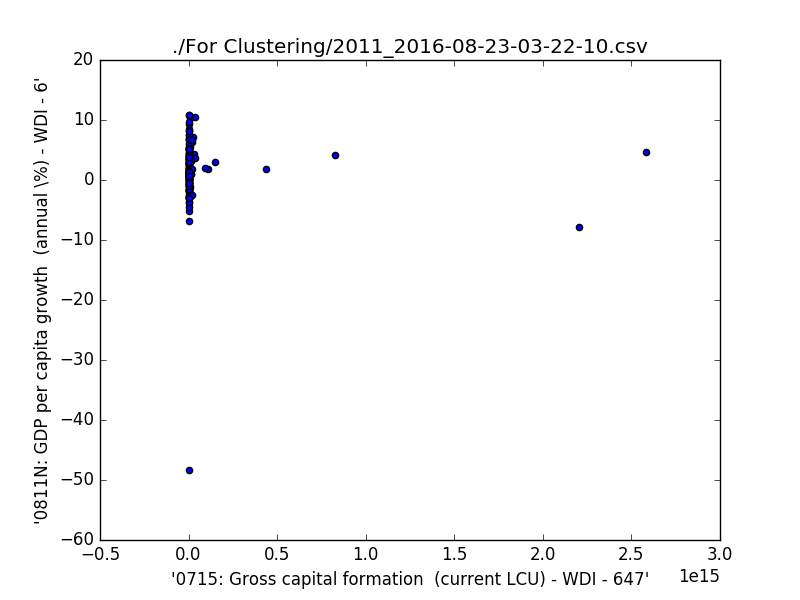 ./For Clustering/2011_2016-08-23-03-22-10.csv
20
10
0
−10
−20
−30
−40
−50
−60
−0.5 0.0 0.5 1.0 1.5 2.0 2.5 3.0
1e15
'0715: Gross capital formation  (current LCU) - WDI - 647'
'0811N: GDP per capita growth  (annual \%) - WDI - 6'